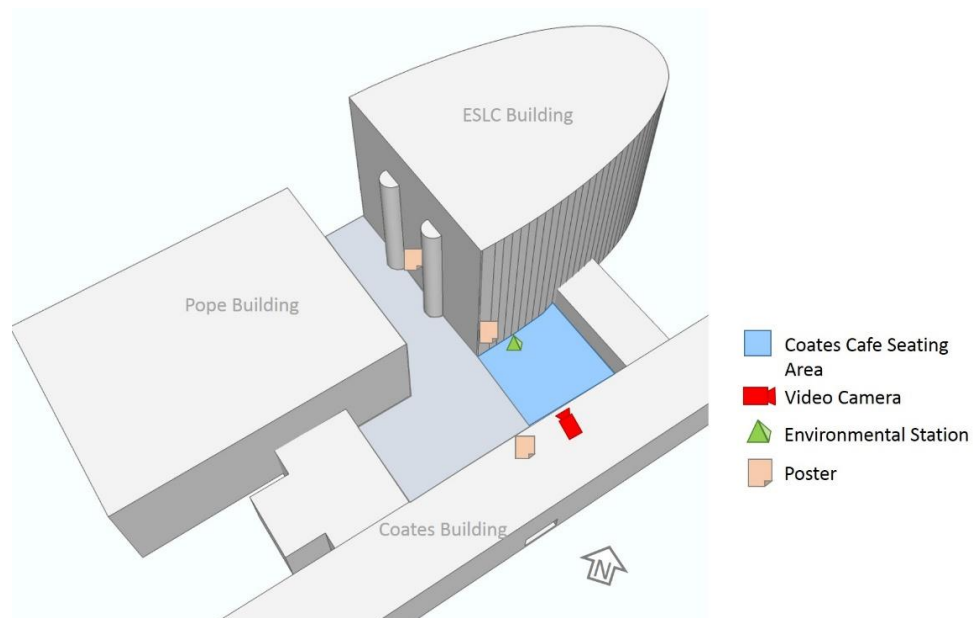 ESLC Building
Pope Building
Coates Building
N
Coates Cafe Seating
Area
Video Camera
Environmental Station
Poster